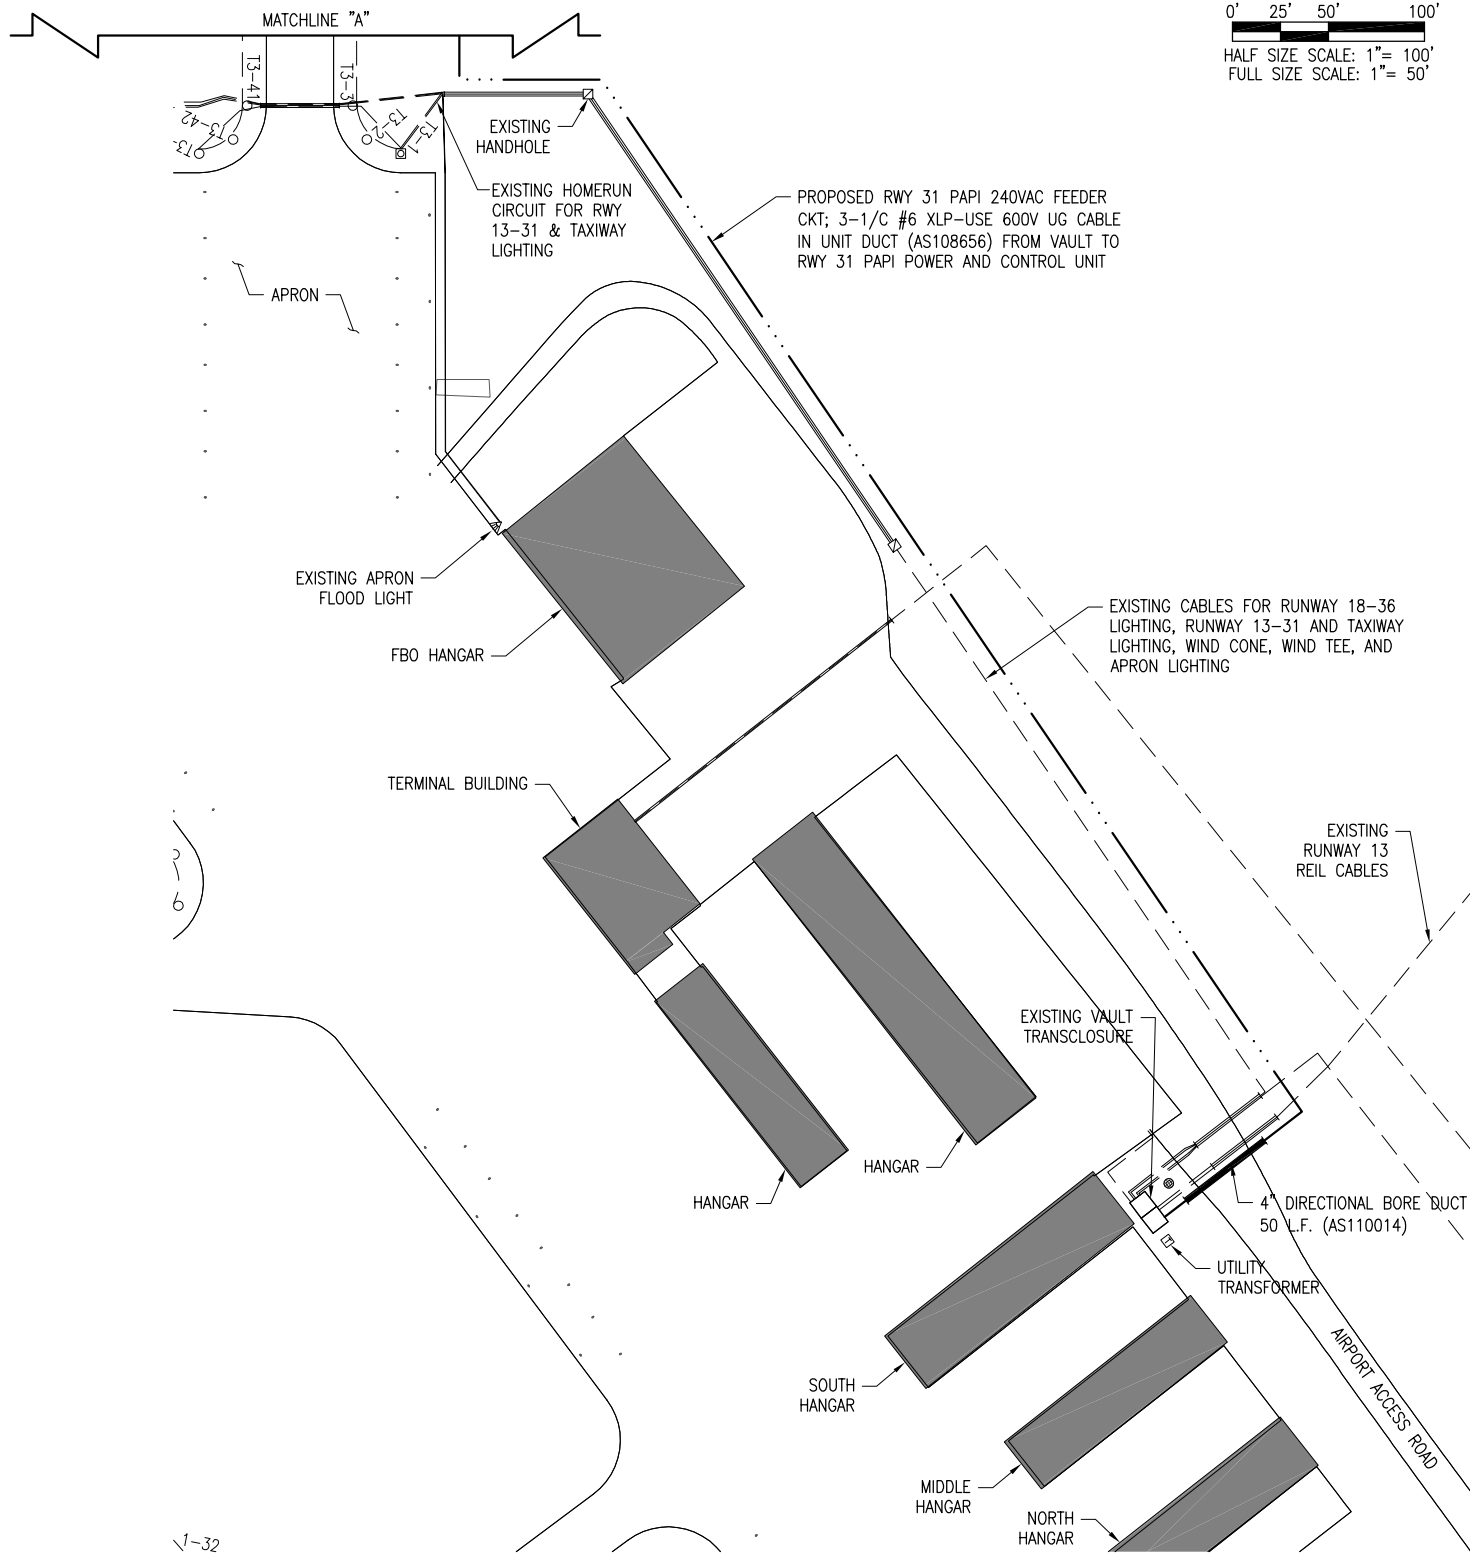 MATCHLINE "A"
0' 25' 50' 100'
HALF SIZE SCALE: 1"= 100'
FULL SIZE SCALE: 1"= 50'
T3-41
T3-3
T3-42
T3-2
T3-1
T3-
EXISTING
HANDHOLE
EXISTING HOMERUN
CIRCUIT FOR RWY
13-31 & TAXIWAY
LIGHTING
PROPOSED RWY 31 PAPI 240VAC FEEDER
CKT; 3-1/C #6 XLP-USE 600V UG CABLE
IN UNIT DUCT (AS108656) FROM VAULT TO
RWY 31 PAPI POWER AND CONTROL UNIT
APRON
EXISTING APRON
FLOOD LIGHT
FBO HANGAR
EXISTING CABLES FOR RUNWAY 18-36
LIGHTING, RUNWAY 13-31 AND TAXIWAY
LIGHTING, WIND CONE, WIND TEE, AND
APRON LIGHTING
TERMINAL BUILDING
EXISTING
RUNWAY 13
REIL CABLES
EXISTING VAULT
TRANSCLOSURE
HANGAR
HANGAR
4" DIRECTIONAL BORE DUCT
50 L.F. (AS110014)
UTILITY
TRANSFORMER
AIRPORT ACCESS ROAD
SOUTH
HANGAR
MIDDLE
HANGAR
NORTH
HANGAR
1-32